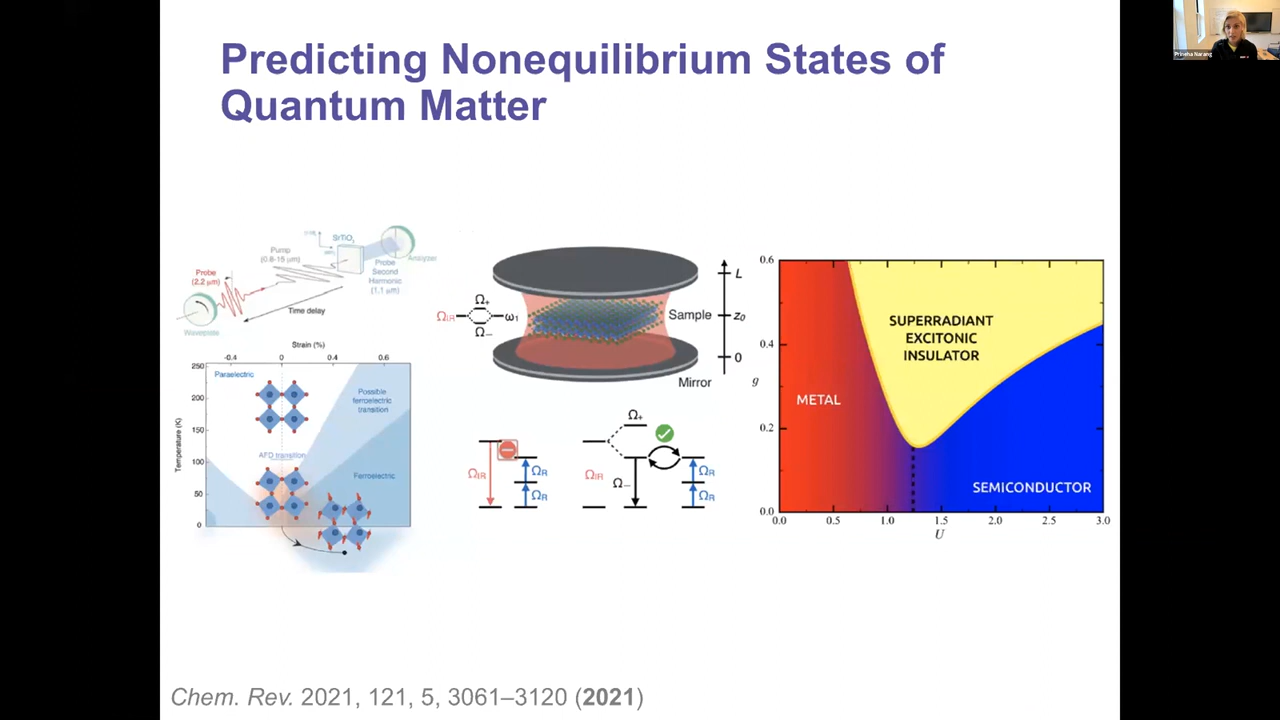 Predicting Nonequilibrium States of
Quantum Matter
Prineha Narang
SrTiO3
Pump
(0.8-15 μm)
Analyzer
Probe
(2.2 μm)
Probe
Second
Harmonic
(1.1 μm)
Time delay
Waveplate
Strain (%)
-0.4 0 0.4 0.6
Temperature (K)
250
200
150
100
50
0
Paraelectric
Possible
ferroelectric
transition
AFD transition
Ferroelectric
L
Sample
z0
0
Mirror
ΩIR
Ω+
Ω−
ω1
ΩIR
ΩR
ΩR
Ω+
ΩIR
Ω−
ΩR
ΩR
g
0.6
0.4
0.2
0.0
SUPERRADIANT
EXCITONIC
INSULATOR
METAL
SEMICONDUCTOR
0.0 0.5 1.0 1.5 2.0 2.5 3.0
U
Chem. Rev. 2021, 121, 5, 3061–3120 (2021)